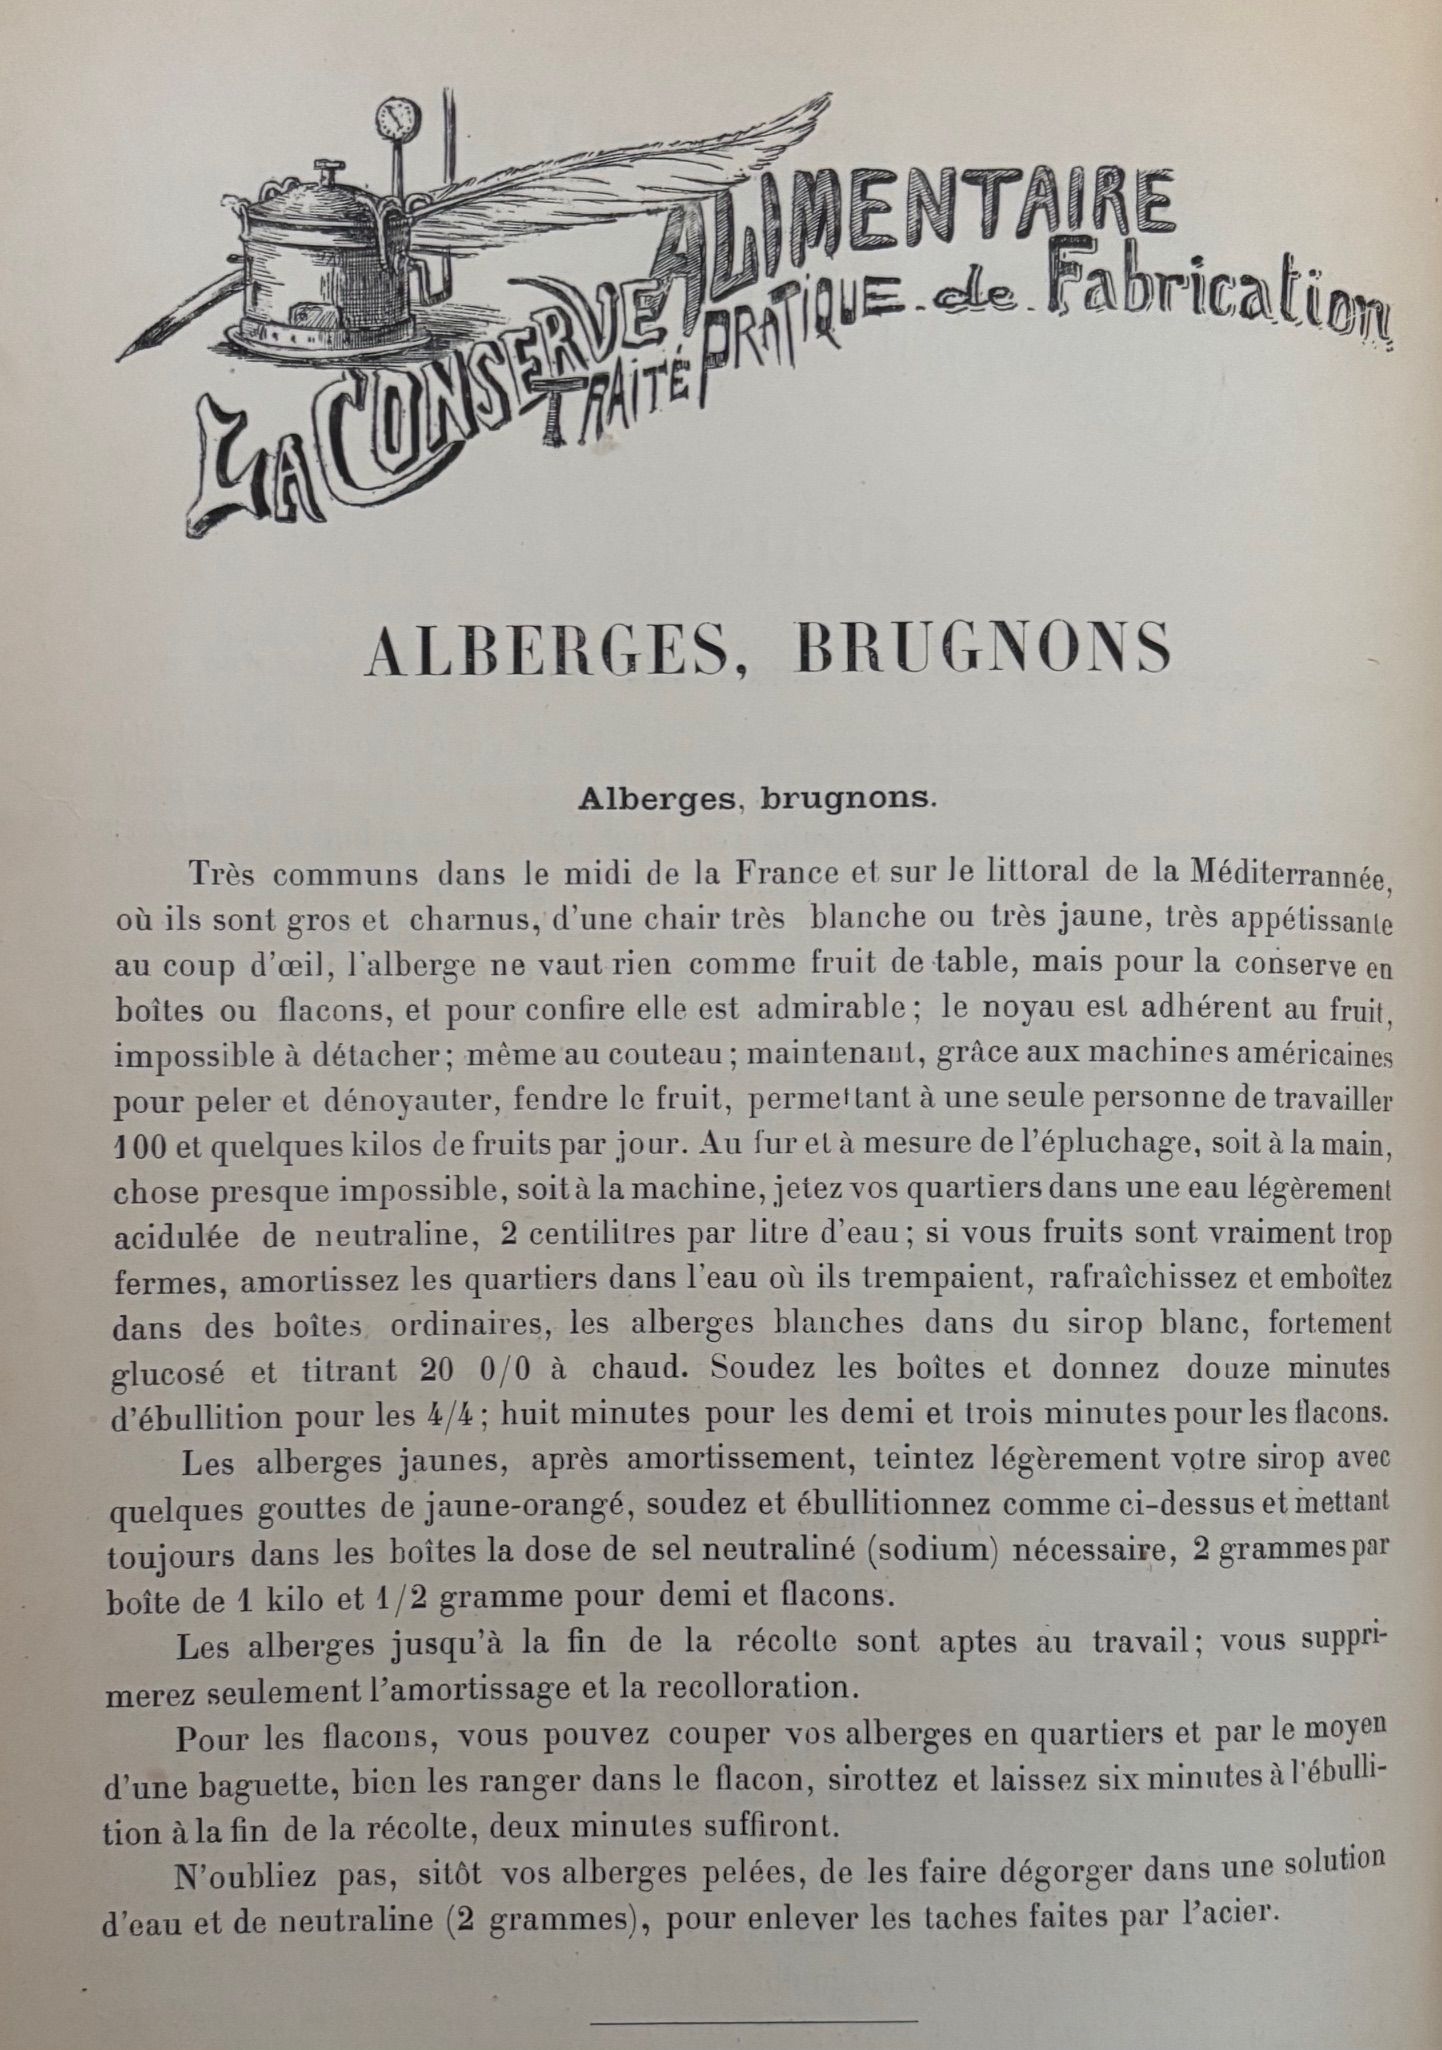 LA CONSERVE ALIMENTAIRE
TRAITÉ PRATIQUE de Fabrication
ALBERGES, BRUGNONS
Alberges, brugnons.
Très communs dans le midi de la France et sur le littoral de la Méditerrannée,
où ils sont gros et charnus, d'une chair très blanche ou très jaune, très appétissante
au coup d'œil, l'alberge ne vaut rien comme fruit de table, mais pour la conserve en
boîtes ou flacons, et pour confire elle est admirable ; le noyau est adhérent au fruit,
impossible à détacher ; même au couteau ; maintenant, grâce aux machines américaines
pour peler et dénoyauter, fendre le fruit, permettant à une seule personne de travailler
100 et quelques kilos de fruits par jour. Au fur et à mesure de l'épluchage, soit à la main,
chose presque impossible, soit à la machine, jetez vos quartiers dans une eau légèrement
acidulée de neutraline, 2 centilitres par litre d'eau ; si vous fruits sont vraiment trop
fermes, amortissez les quartiers dans l'eau où ils trempaient, rafraîchissez et emboîtez
dans des boîtes ordinaires, les alberges blanches dans du sirop blanc, fortement
glucosé et titrant 20 0/0 à chaud. Soudez les boîtes et donnez douze minutes
d'ébullition pour les 4/4 ; huit minutes pour les demi et trois minutes pour les flacons.
Les alberges jaunes, après amortissement, teintez légèrement votre sirop avec
quelques gouttes de jaune-orangé, soudez et ébullitionnez comme ci-dessus et mettant
toujours dans les boîtes la dose de sel neutraliné (sodium) nécessaire, 2 grammes par
boîte de 1 kilo et 1/2 gramme pour demi et flacons.
Les alberges jusqu'à la fin de la récolte sont aptes au travail ; vous suppri-
merez seulement l'amortissage et la recolloration.
Pour les flacons, vous pouvez couper vos alberges en quartiers et par le moyen
d'une baguette, bien les ranger dans le flacon, sirottez et laissez six minutes à l'ébulli-
tion à la fin de la récolte, deux minutes suffiront.
N'oubliez pas, sitôt vos alberges pelées, de les faire dégorger dans une solution
d'eau et de neutraline (2 grammes), pour enlever les taches faites par l'acier.